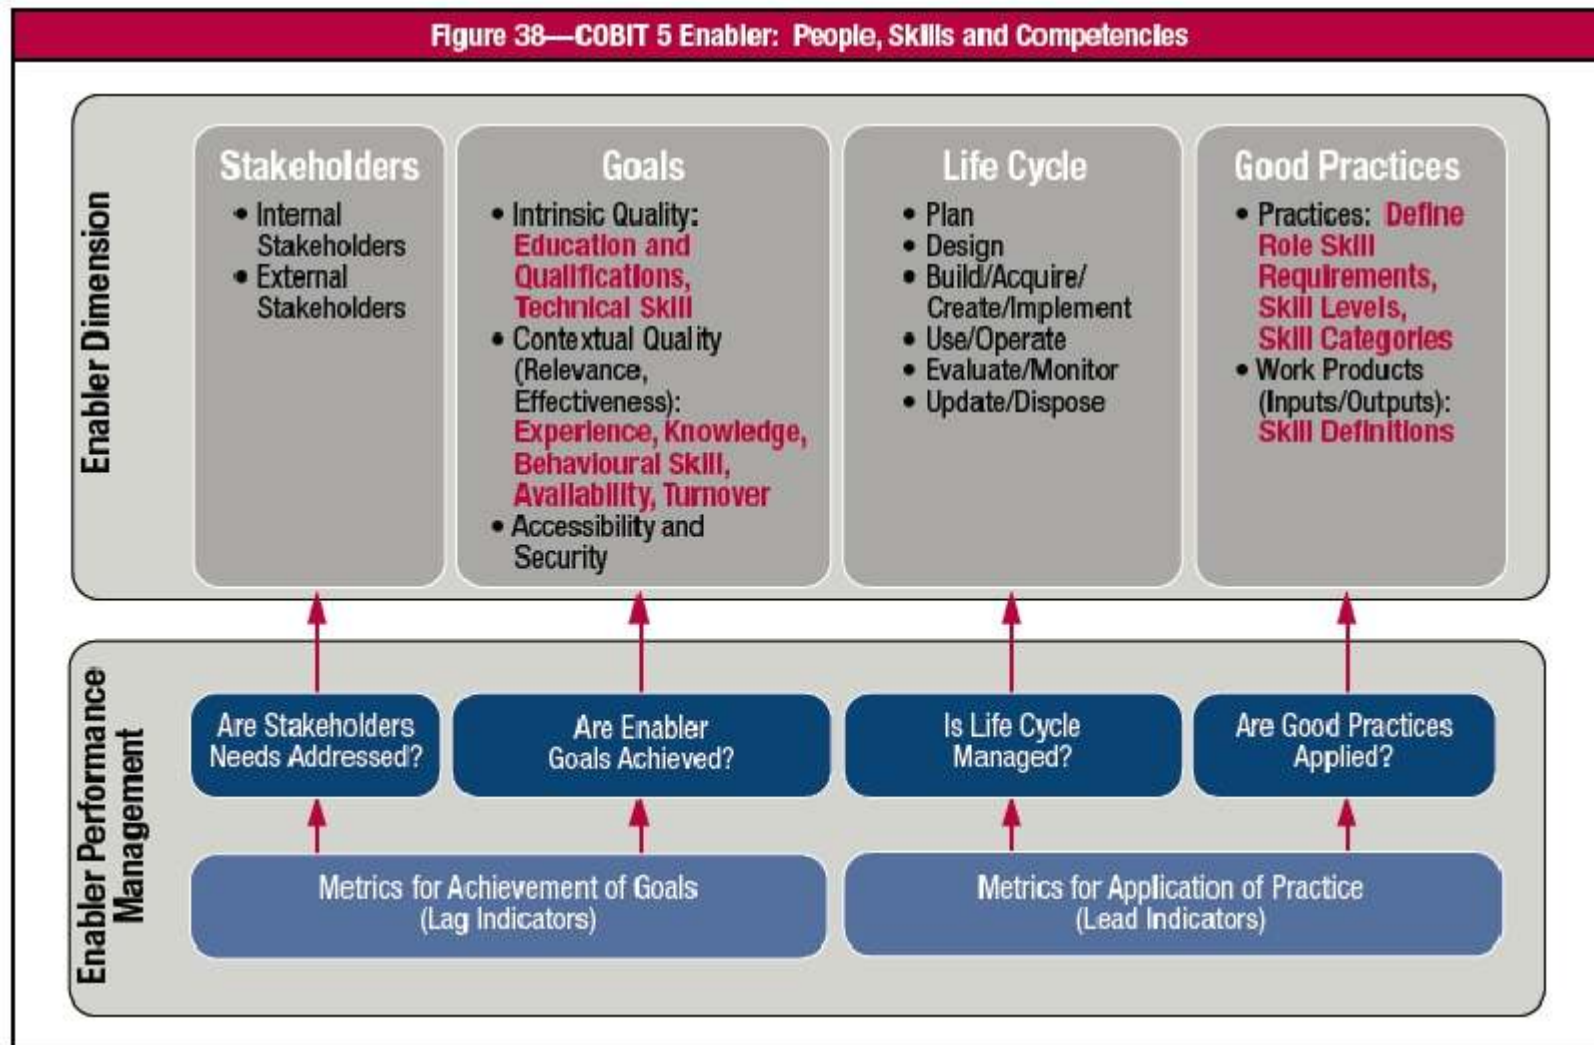 Figure 38—COBIT 5 Enabler: People, Skills and Competencies
Enabler Dimension
Stakeholders
• Internal
Stakeholders
• External
Stakeholders
Goals
• Intrinsic Quality:
Education and
Qualifications,
Technical Skill
• Contextual Quality
(Relevance,
Effectiveness):
Experience, Knowledge,
Behavioural Skill,
Availability, Turnover
• Accessibility and
Security
Life Cycle
• Plan
• Design
• Build/Acquire/
Create/Implement
• Use/Operate
• Evaluate/Monitor
• Update/Dispose
Good Practices
• Practices: Define
Role Skill
Requirements,
Skill Levels,
Skill Categories
• Work Products
(Inputs/Outputs):
Skill Definitions
Enabler Performance
Management
Are Stakeholders
Needs Addressed?
Are Enabler
Goals Achieved?
Is Life Cycle
Managed?
Are Good Practices
Applied?
Metrics for Achievement of Goals
(Lag Indicators)
Metrics for Application of Practice
(Lead Indicators)